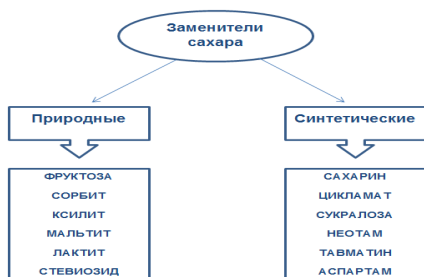 Заменители
сахара
Природные
ФРУКТОЗА
СОРБИТ
КСИЛИТ
МАЛЬТИТ
ЛАКТИТ
СТЕВИОЗИД
Синтетические
САХАРИН
ЦИКЛАМАТ
СУКРАЛОЗА
НЕОТАМ
ТАВМАТИН
АСПАРТАМ